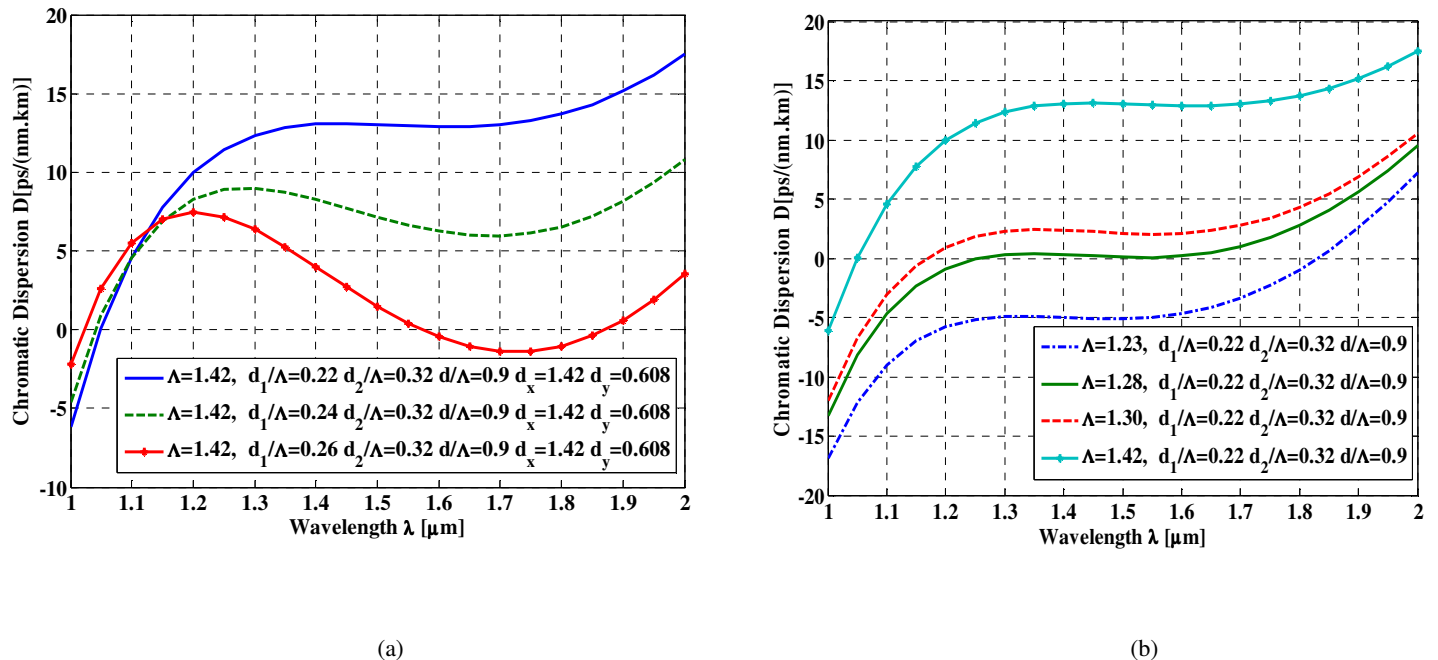 20
15
10
5
0
-5
-10
1 1.1 1.2 1.3 1.4 1.5 1.6 1.7 1.8 1.9 2
Wavelength λ [μm]
Chromatic Dispersion D[ps/(nm.km)]
Λ=1.42, d1/Λ=0.22 d2/Λ=0.32 d/Λ=0.9 dx=1.42 dy=0.608
Λ=1.42, d1/Λ=0.24 d2/Λ=0.32 d/Λ=0.9 dx=1.42 dy=0.608
Λ=1.42, d1/Λ=0.26 d2/Λ=0.32 d/Λ=0.9 dx=1.42 dy=0.608
(a)
20
15
10
5
0
-5
-10
-15
-20
1 1.1 1.2 1.3 1.4 1.5 1.6 1.7 1.8 1.9 2
Wavelength λ [μm]
Chromatic Dispersion D[ps/(nm.km)]
Λ=1.23, d1/Λ=0.22 d2/Λ=0.32 d/Λ=0.9
Λ=1.28, d1/Λ=0.22 d2/Λ=0.32 d/Λ=0.9
Λ=1.30, d1/Λ=0.22 d2/Λ=0.32 d/Λ=0.9
Λ=1.42, d1/Λ=0.22 d2/Λ=0.32 d/Λ=0.9
(b)